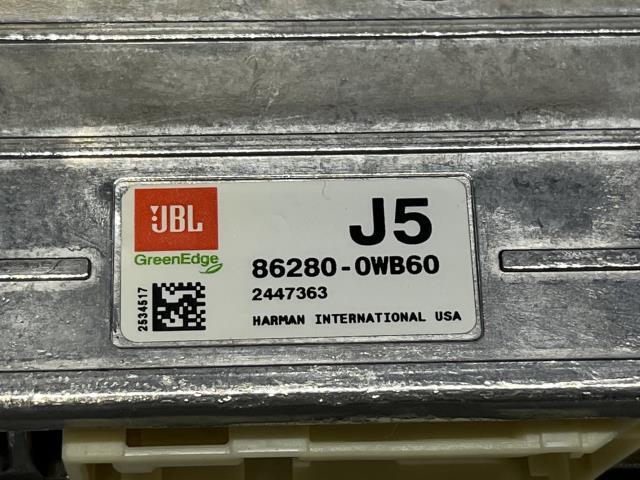 JBL
GreenEdge
J5
86280-0WB60
2447363
2534517
HARMAN INTERNATIONAL USA